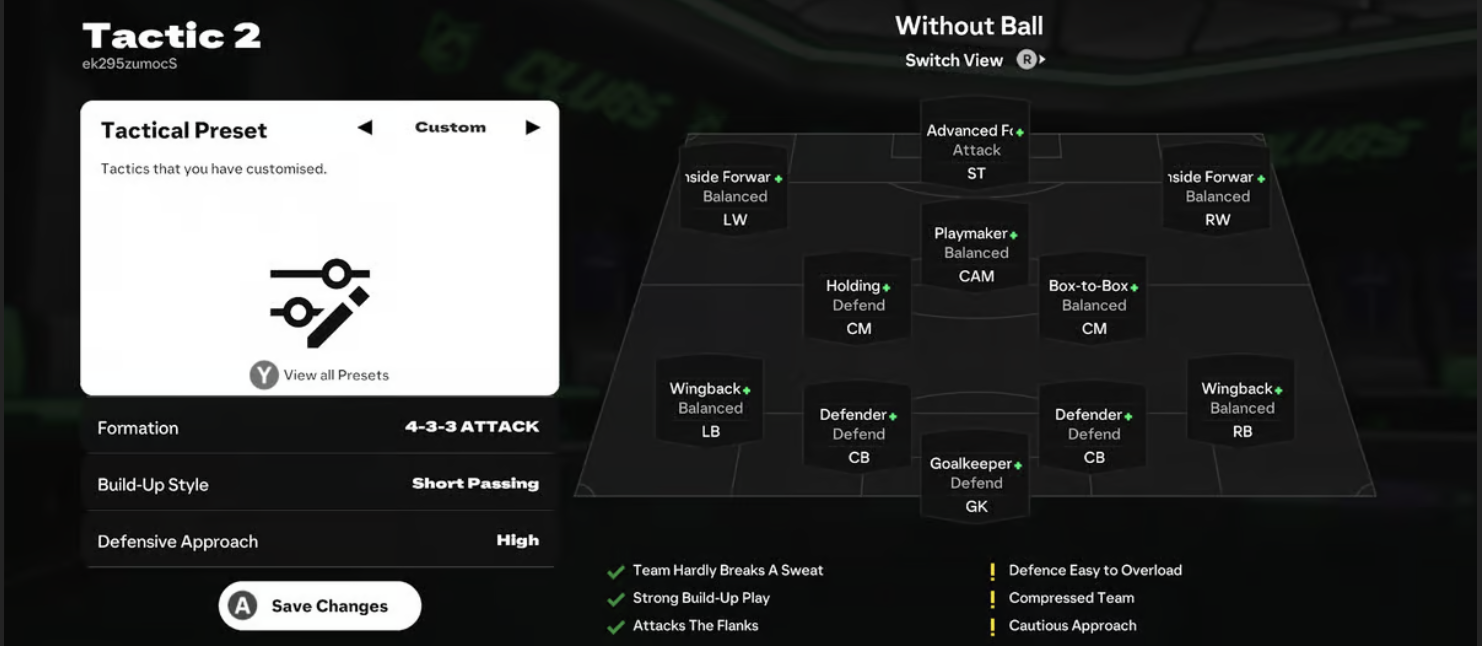 Tactic 2
ek295zumocS
Without Ball
Switch View R
Tactical Preset
Custom
Tactics that you have customised.
Y View all Presets
Formation 4-3-3 ATTACK
Build-Up Style Short Passing
Defensive Approach High
A Save Changes
Advanced Fo
Attack
ST
nside Forwar
Balanced
LW
nside Forwar
Balanced
RW
Playmaker
Balanced
CAM
Holding
Defend
CM
Box-to-Box
Balanced
CM
Wingback
Balanced
LB
Defender
Defend
CB
Defender
Defend
CB
Wingback
Balanced
RB
Goalkeeper
Defend
GK
Team Hardly Breaks A Sweat
Strong Build-Up Play
Attacks The Flanks
! Defence Easy to Overload
! Compressed Team
! Cautious Approach
CLUBS